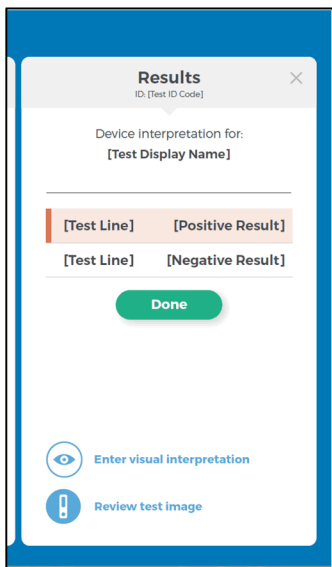 Results
ID: [Test ID Code]
Device interpretation for:
[Test Display Name]
[Test Line] [Positive Result]
[Test Line] [Negative Result]
Done
Enter visual interpretation
Review test image